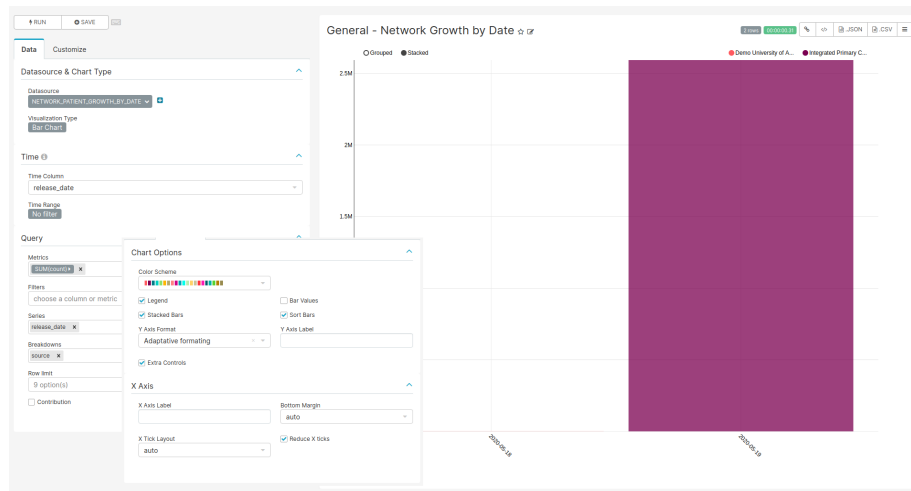 RUN
SAVE
Data
Customize
Datasource & Chart Type
Datasource
NETWORK_PATIENT_GROWTH_BY_DATE
Visualization Type
Bar Chart
Time
Time Column
release_date
Time Range
No filter
Query
Metrics
SUM(count)
x
Filters
choose a column or metric
Series
release_date x
Breakdowns
source x
Row limit
9 option(s)
Contribution
Chart Options
Color Scheme
Legend
Bar Values
Stacked Bars
Sort Bars
Y Axis Format
Y Axis Label
Adaptative formating
Extra Controls
X Axis
X Axis Label
Bottom Margin
auto
X Tick Layout
Reduce X ticks
auto
General - Network Growth by Date
2 rows
00:00:00.31
.JSON
.CSV
Grouped
Stacked
Demo University of A...
Integrated Primary C...
2.5M
2M
1.5M
2020-05-18
2020-05-19